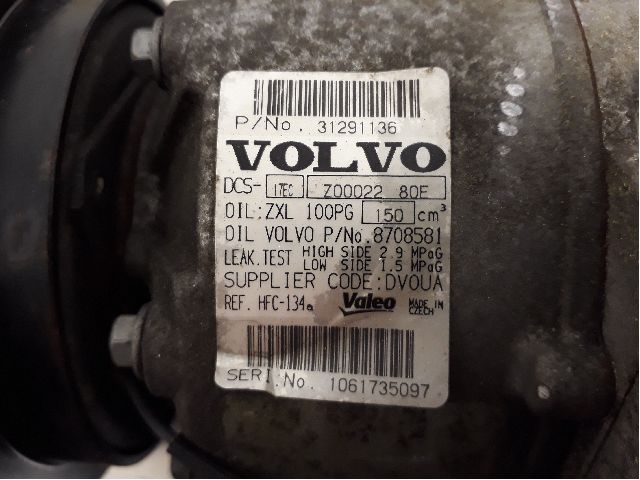 P/No. 31291136
VOLVO
DCS- 17EC Z00022 80E
OIL:ZXL 100PG 150 cm³
OIL VOLVO P/No.8708581
LEAK.TEST HIGH SIDE 2.9 MPaG
LOW SIDE 1.5 MPaG
SUPPLIER CODE:DVOUA
REF. HFC-134a Valeo MADE IN CZECH
SERI.No. 1061735097